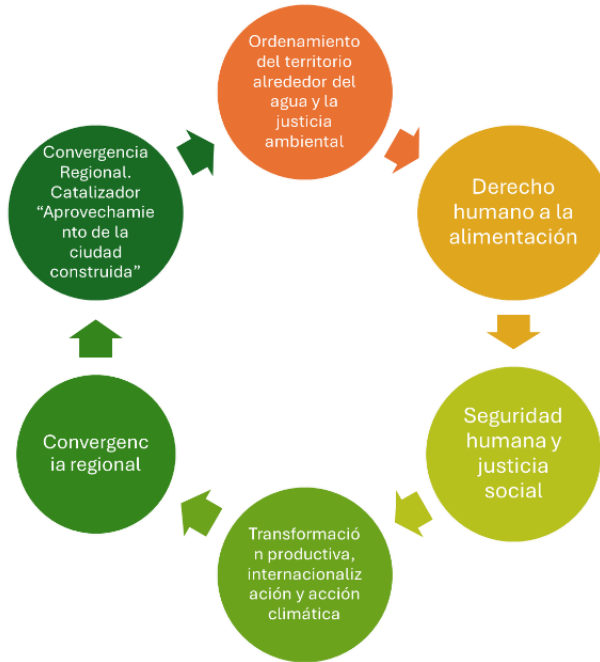 Ordenamiento
del territorio
alrededor del
agua y la
justicia
ambiental
Derecho
humano a la
alimentación
Seguridad
humana y
justicia
social
Transformació
n productiva,
internacionaliz
ación y acción
climática
Convergenc
ia regional
Convergencia
Regional.
Catalizador
“Aprovechamie
nto de la
ciudad
construida”